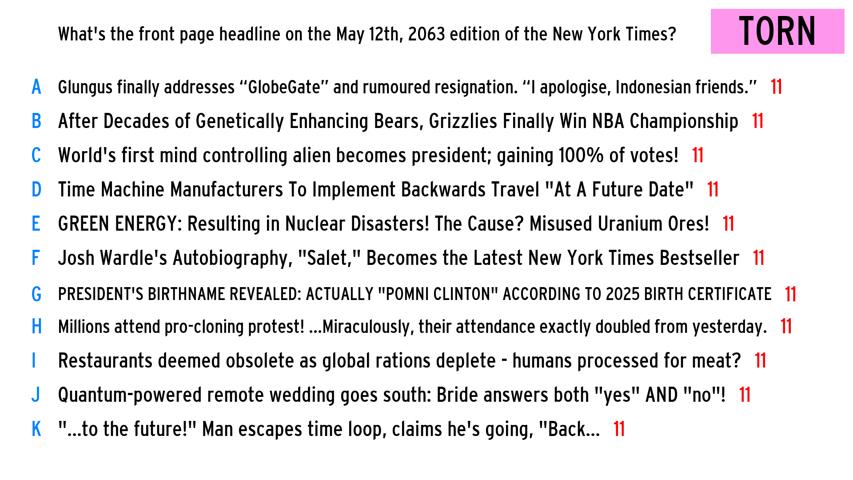 What's the front page headline on the May 12th, 2063 edition of the New York Times?
TORN
A Glungus finally addresses “GlobeGate” and rumoured resignation. “I apologise, Indonesian friends.” 11
B After Decades of Genetically Enhancing Bears, Grizzlies Finally Win NBA Championship 11
C World's first mind controlling alien becomes president; gaining 100% of votes! 11
D Time Machine Manufacturers To Implement Backwards Travel "At A Future Date" 11
E GREEN ENERGY: Resulting in Nuclear Disasters! The Cause? Misused Uranium Ores! 11
F Josh Wardle's Autobiography, "Salet," Becomes the Latest New York Times Bestseller 11
G PRESIDENT'S BIRTHNAME REVEALED: ACTUALLY "POMNI CLINTON" ACCORDING TO 2025 BIRTH CERTIFICATE 11
H Millions attend pro-cloning protest! ...Miraculously, their attendance exactly doubled from yesterday. 11
I Restaurants deemed obsolete as global rations deplete - humans processed for meat? 11
J Quantum-powered remote wedding goes south: Bride answers both "yes" AND "no"! 11
K "...to the future!" Man escapes time loop, claims he's going, "Back... 11